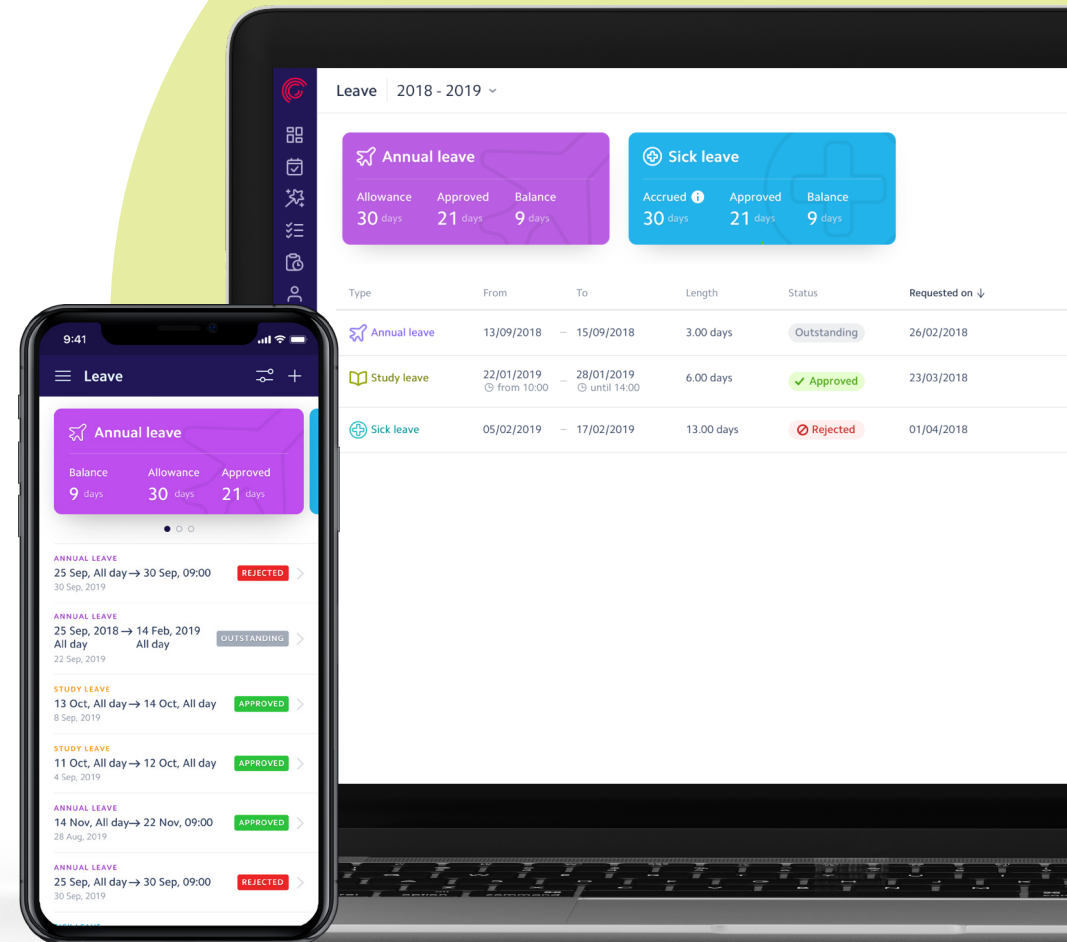 Leave 2018 - 2019
Annual leave
Allowance Approved Balance
30 days 21 days 9 days
Sick leave
Accrued Approved Balance
30 days 21 days 9 days
Type From To Length Status Requested on ↓
Annual leave 13/09/2018 – 15/09/2018 3.00 days Outstanding 26/02/2018
Study leave 22/01/2019 – 28/01/2019 6.00 days Approved 23/03/2018
from 10:00 until 14:00
Sick leave 05/02/2019 – 17/02/2019 13.00 days Rejected 01/04/2018
9:41
Leave
Annual leave
Balance Allowance Approved
9 days 30 days 21 days
ANNUAL LEAVE
25 Sep, All day → 30 Sep, 09:00 REJECTED
30 Sep, 2019
ANNUAL LEAVE
25 Sep, 2018 → 14 Feb, 2019 OUTSTANDING
All day All day
22 Sep, 2019
STUDY LEAVE
13 Oct, All day → 14 Oct, All day APPROVED
8 Sep, 2019
STUDY LEAVE
11 Oct, All day → 12 Oct, All day APPROVED
4 Sep, 2019
ANNUAL LEAVE
14 Nov, All day → 22 Nov, 09:00 APPROVED
28 Aug, 2019
ANNUAL LEAVE
25 Sep, All day → 30 Sep, 09:00 REJECTED
30 Sep, 2019
option command